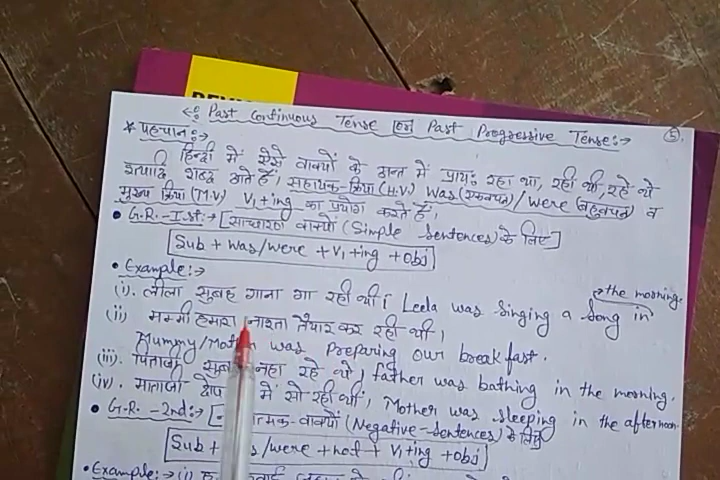 Past Continuous Tense OR Past Progressive Tense:→ (5)
* पहचान:→
हिन्दी में ऐसे वाक्यों के अन्त में प्रायः रहा था, रही थी, रहे थे
इत्यादि शब्द आते हैं। सहायक-क्रिया (H.V.) Was (एकवचन)/were (बहुवचन) व
मुख्य क्रिया (M.V) V₁+ing का प्रयोग करते हैं।
• G.R.-Ist:→ [साधारण वाक्यों (Simple Sentences) के लिए]
[Sub + was/were + V₁ +ing +obj]
• Example:→
→the morning.
(i). लीला सुबह गाना गा रही थी। Leela was singing a song in
(ii) मम्मी हमारा नाश्ता तैयार कर रही थी।
Mummy/ was preparing our breakfast.
(iii). पिताजी नहा रहे थे। father was bathing in the morning.
(iv). माताजी में सो रही थी। Mother was sleeping in the afternoon.
• G.R.-2nd:→ वाक्यों (Negative-Sentences) के लिए
[Sub + /were +not + V₁ +ing +obj]
• Example:→ (i)